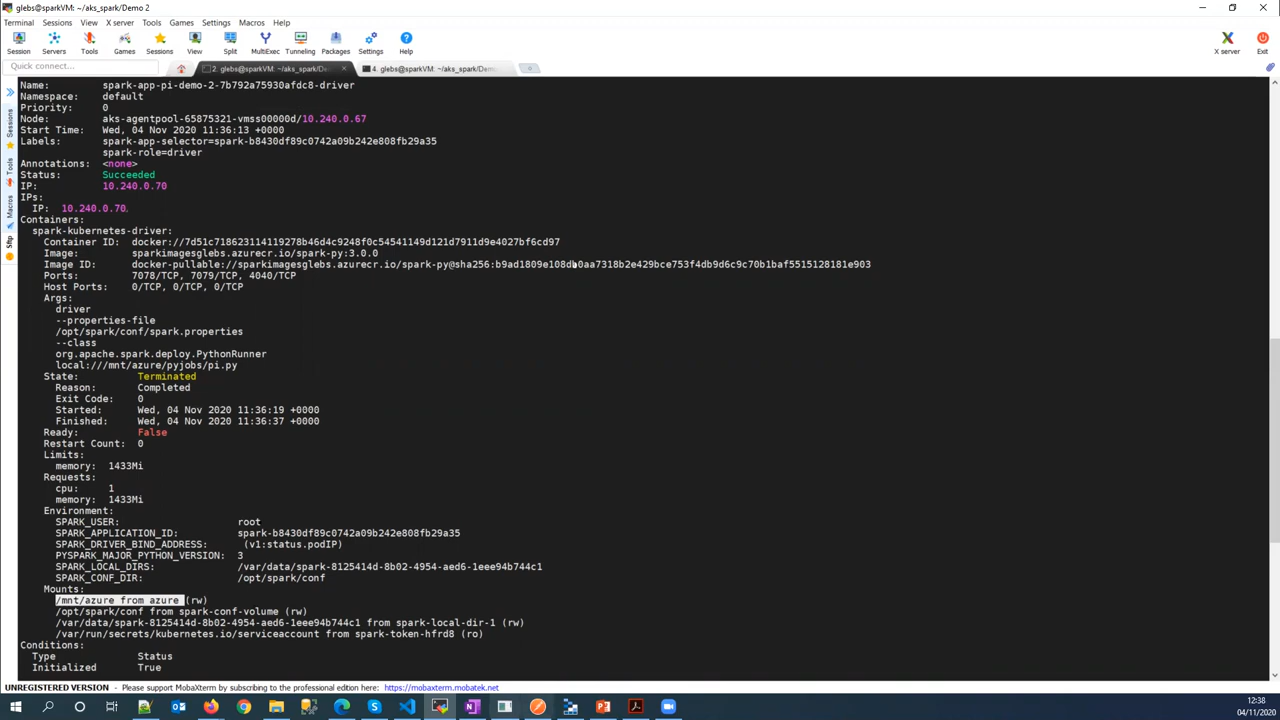 glebs@sparkVM: ~/aks_spark/Demo 2
Terminal Sessions View X server Tools Games Settings Macros Help
Session Servers Tools Games Sessions View Split MultiExec Tunneling Packages Settings Help X server Exit
Quick connect...
2. glebs@sparkVM: ~/aks_spark/De
4. glebs@sparkVM: ~/aks_spark/Dem
Sessions
Tools
Macros
Sftp
Name: spark-app-pi-demo-2-7b792a75930afdc8-driver
Namespace: default
Priority: 0
Node: aks-agentpool-65875321-vmss00000d/10.240.0.67
Start Time: Wed, 04 Nov 2020 11:36:13 +0000
Labels: spark-app-selector=spark-b8430df89c0742a09b242e808fb29a35
spark-role=driver
Annotations: <none>
Status: Succeeded
IP: 10.240.0.70
IPs:
IP: 10.240.0.70
Containers:
spark-kubernetes-driver:
Container ID: docker://7d51c718623114119278b46d4c9248f0c54541149d121d7911d9e4027bf6cd97
Image: sparkimagesglebs.azurecr.io/spark-py:3.0.0
Image ID: docker-pullable://sparkimagesglebs.azurecr.io/spark-py@sha256:b9ad1809e108db0aa7318b2e429bce753f4db9d6c9c70b1baf5515128181e903
Ports: 7078/TCP, 7079/TCP, 4040/TCP
Host Ports: 0/TCP, 0/TCP, 0/TCP
Args:
driver
--properties-file
/opt/spark/conf/spark.properties
--class
org.apache.spark.deploy.PythonRunner
local:///mnt/azure/pyjobs/pi.py
State: Terminated
Reason: Completed
Exit Code: 0
Started: Wed, 04 Nov 2020 11:36:19 +0000
Finished: Wed, 04 Nov 2020 11:36:37 +0000
Ready: False
Restart Count: 0
Limits:
memory: 1433Mi
Requests:
cpu: 1
memory: 1433Mi
Environment:
SPARK_USER: root
SPARK_APPLICATION_ID: spark-b8430df89c0742a09b242e808fb29a35
SPARK_DRIVER_BIND_ADDRESS: (v1:status.podIP)
PYSPARK_MAJOR_PYTHON_VERSION: 3
SPARK_LOCAL_DIRS: /var/data/spark-8125414d-8b02-4954-aed6-1eee94b744c1
SPARK_CONF_DIR: /opt/spark/conf
Mounts:
/mnt/azure from azure (rw)
/opt/spark/conf from spark-conf-volume (rw)
/var/data/spark-8125414d-8b02-4954-aed6-1eee94b744c1 from spark-local-dir-1 (rw)
/var/run/secrets/kubernetes.io/serviceaccount from spark-token-hfrd8 (ro)
Conditions:
Type Status
Initialized True
UNREGISTERED VERSION - Please support MobaXterm by subscribing to the professional edition here: https://mobaxterm.mobatek.net
12:38
04/11/2020